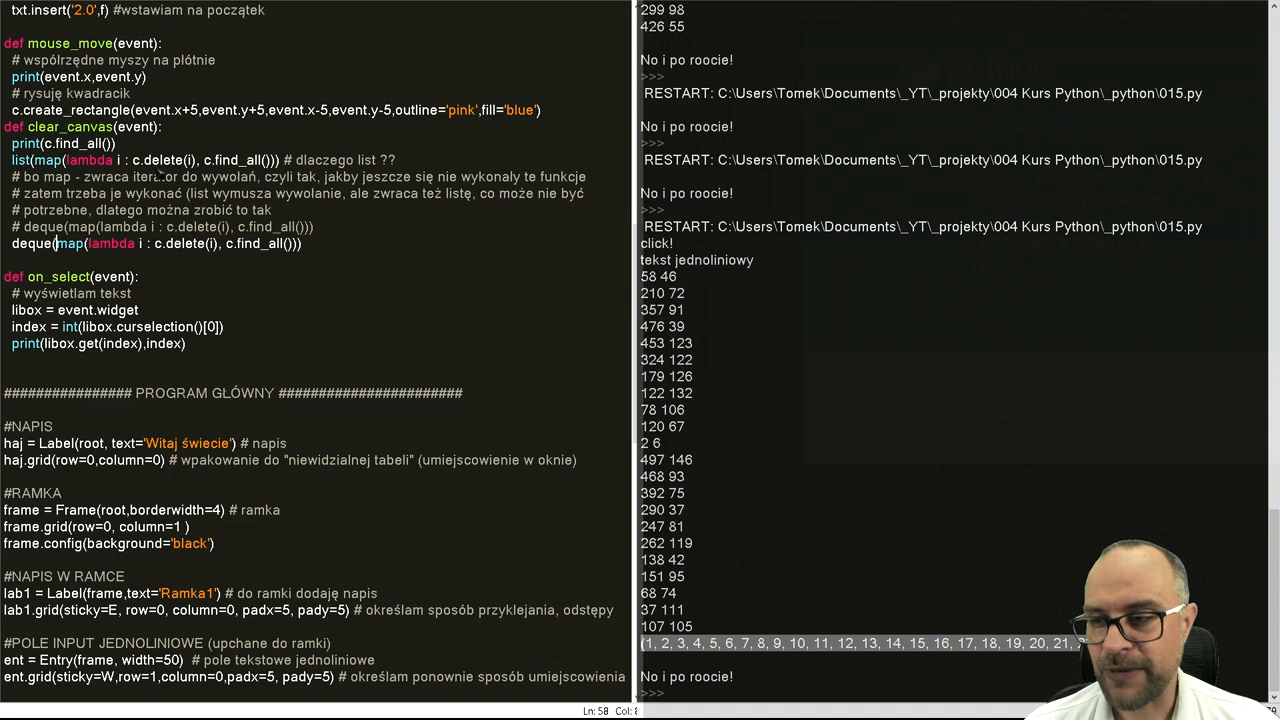 txt.insert('2.0',f) #wstawiam na początek
def mouse_move(event):
# współrzędne myszy na płótnie
print(event.x,event.y)
# rysuję kwadracik
c.create_rectangle(event.x+5,event.y+5,event.x-5,event.y-5,outline='pink',fill='blue')
def clear_canvas(event):
print(c.find_all())
list(map(lambda i : c.delete(i), c.find_all())) # dlaczego list ??
# bo map - zwraca iterator do wywołań, czyli tak, jakby jeszcze się nie wykonały te funkcje
# zatem trzeba je wykonać (list wymusza wywołanie, ale zwraca też listę, co może nie być
# potrzebne, dlatego można zrobić to tak
# deque(map(lambda i : c.delete(i), c.find_all()))
deque(map(lambda i : c.delete(i), c.find_all()))
def on_select(event):
# wyświetlam tekst
libox = event.widget
index = int(libox.curselection()[0])
print(libox.get(index),index)
################ PROGRAM GŁÓWNY #######################
#NAPIS
haj = Label(root, text='Witaj świecie') # napis
haj.grid(row=0,column=0) # wpakowanie do "niewidzialnej tabeli" (umiejscowienie w oknie)
#RAMKA
frame = Frame(root,borderwidth=4) # ramka
frame.grid(row=0, column=1 )
frame.config(background='black')
#NAPIS W RAMCE
lab1 = Label(frame,text='Ramka1') # do ramki dodaję napis
lab1.grid(sticky=E, row=0, column=0, padx=5, pady=5) # określam sposób przyklejania, odstępy
#POLE INPUT JEDNOLINIOWE (upchane do ramki)
ent = Entry(frame, width=50) # pole tekstowe jednoliniowe
ent.grid(sticky=W,row=1,column=0,padx=5, pady=5) # określam ponownie sposób umiejscowienia
299 98
426 55
No i po roocie!
>>>
RESTART: C:\Users\Tomek\Documents\_YT\_projekty\004 Kurs Python\_python\015.py
No i po roocie!
>>>
RESTART: C:\Users\Tomek\Documents\_YT\_projekty\004 Kurs Python\_python\015.py
No i po roocie!
>>>
RESTART: C:\Users\Tomek\Documents\_YT\_projekty\004 Kurs Python\_python\015.py
click!
tekst jednoliniowy
58 46
210 72
357 91
476 39
453 123
324 122
179 126
122 132
78 106
120 67
2 6
497 146
468 93
392 75
290 37
247 81
262 119
138 42
151 95
68 74
37 111
107 105
(1, 2, 3, 4, 5, 6, 7, 8, 9, 10, 11, 12, 13, 14, 15, 16, 17, 18, 19, 20, 21,
No i po roocie!
>>>
Ln: 58 Col: